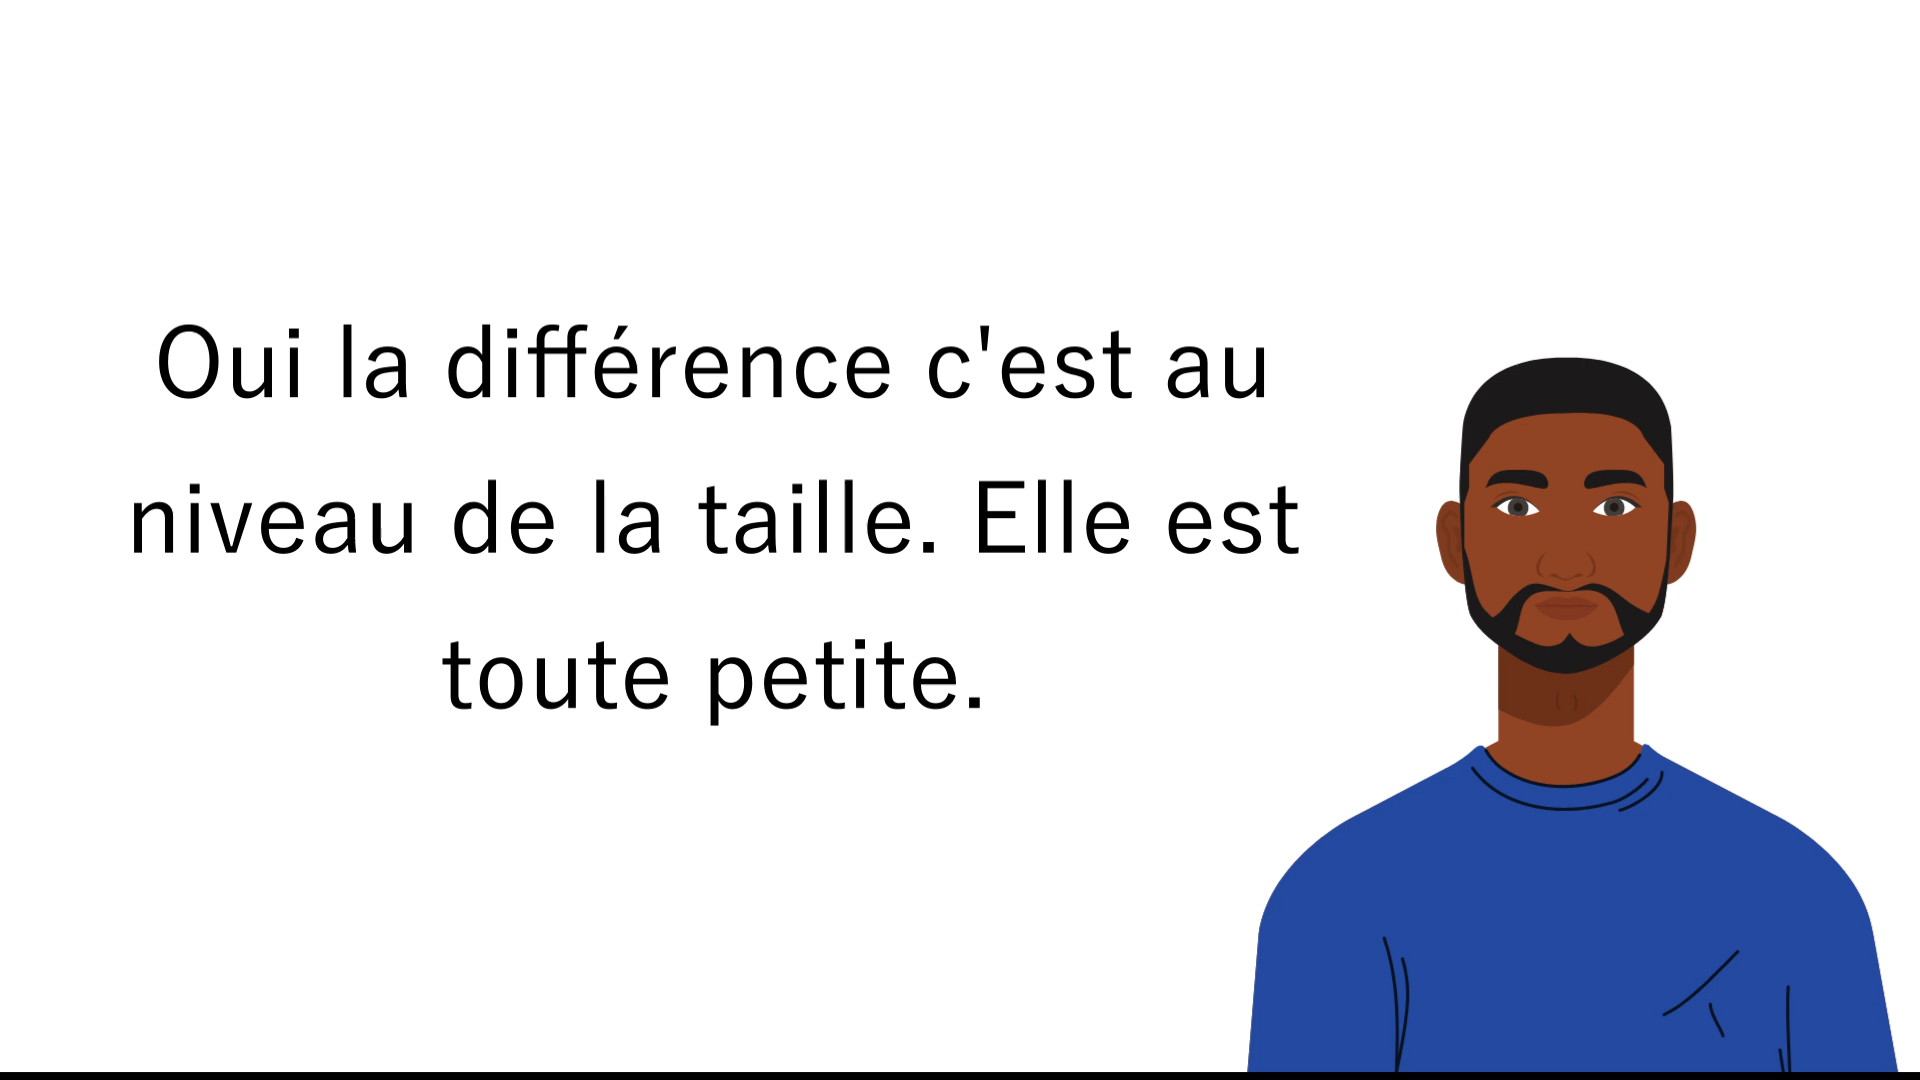 Oui la différence c'est au
niveau de la taille. Elle est
toute petite.